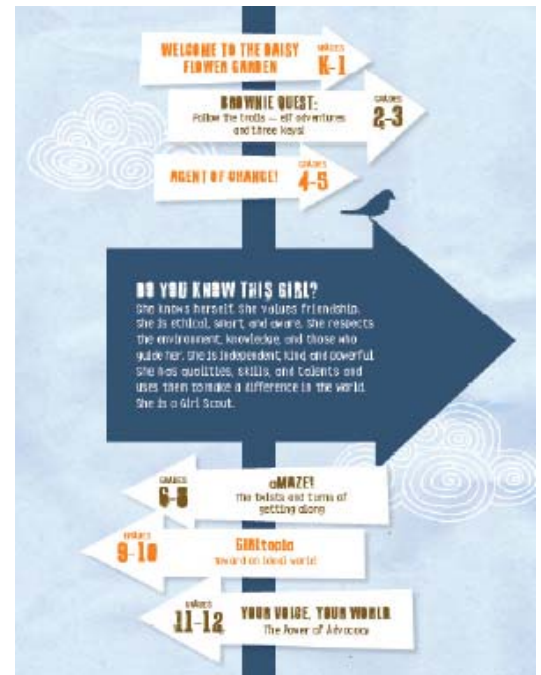 WELCOME TO THE DAISY
FLOWER GARDEN
GRADES
K-1
BROWNIE QUEST:
Follow the trolls — elf adventures
and three keys!
GRADES
2-3
AGENT OF CHANGE!
GRADES
4-5
DO YOU KNOW THIS GIRL?
She knows herself. She values friendship.
She is ethical, smart, and aware. She respects
the environment, knowledge, and those who
guide her. She is independent, kind, and powerful.
She has qualities, skills, and talents and
uses them to make a difference in the world.
She is a Girl Scout.
GRADES
6-8
aMAZE!
The twists and turns of
getting along
GRADES
9-10
GIRLtopia
Toward an ideal world
GRADES
11-12
YOUR VOICE, YOUR WORLD
The Power of Advocacy